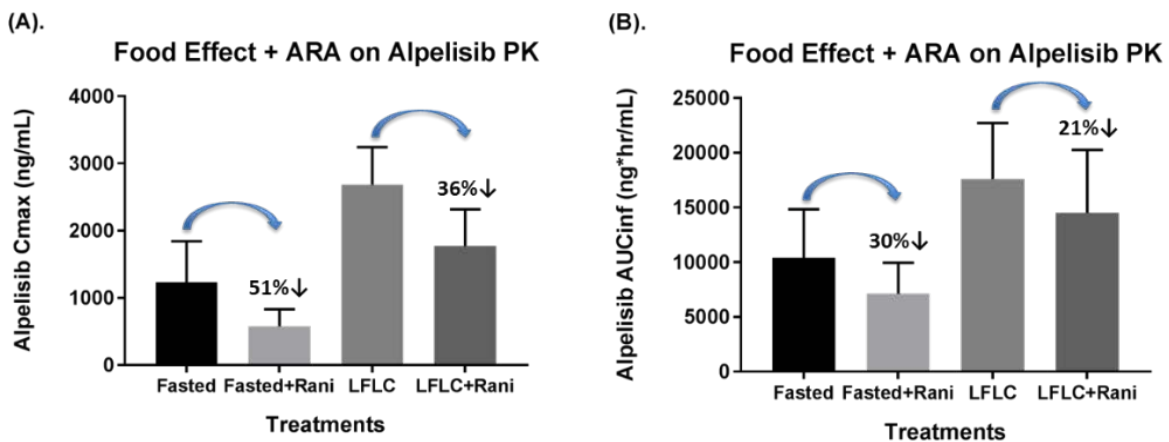 (A).
Food Effect + ARA on Alpelisib PK
Alpelisib Cmax (ng/mL)
4000
3000
2000
1000
0
51%↓
36%↓
Fasted Fasted+Rani LFLC LFLC+Rani
Treatments
(B).
Food Effect + ARA on Alpelisib PK
Alpelisib AUCinf (ng*hr/mL)
25000
20000
15000
10000
5000
0
30%↓
21%↓
Fasted Fasted+Rani LFLC LFLC+Rani
Treatments